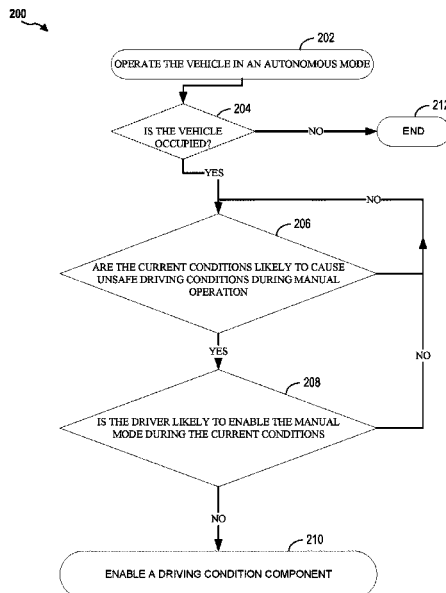 200
202
OPERATE THE VEHICLE IN AN AUTONOMOUS MODE
204
IS THE VEHICLE
OCCUPIED?
NO
212
END
YES
NO
206
ARE THE CURRENT CONDITIONS LIKELY TO CAUSE
UNSAFE DRIVING CONDITIONS DURING MANUAL
OPERATION
YES
NO
208
IS THE DRIVER LIKELY TO ENABLE THE MANUAL
MODE DURING THE CURRENT CONDITIONS
NO
210
ENABLE A DRIVING CONDITION COMPONENT